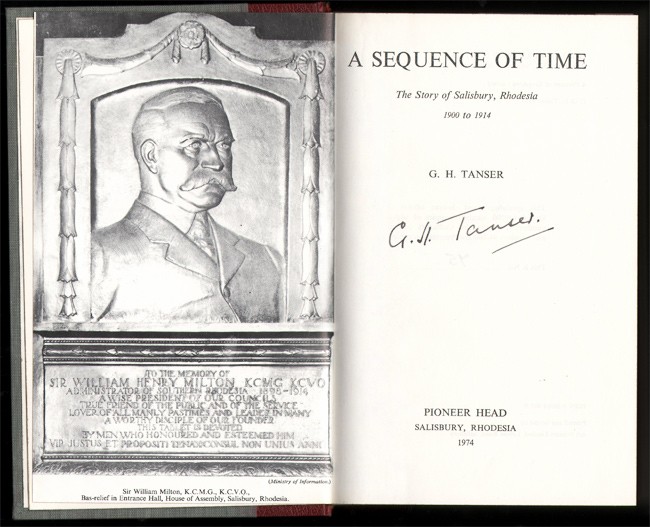 TO THE MEMORY OF
SIR WILLIAM HENRY MILTON KCMG KCVO
ADMINISTRATOR OF SOUTHERN RHODESIA 1898-1914
A WISE PRESIDENT OF OUR COUNCILS
TRUE FRIEND OF THE PUBLIC AND OF THE SERVICE
LOVER OF ALL MANLY PASTIMES AND LEADER IN MANY
A WORTHY DISCIPLE OF OUR FOUNDER
THIS TABLET IS DEVOTED
BY MEN WHO HONOURED AND ESTEEMED HIM
VIR JUSTUS ET PROPOSITI TENAX CONSUL NON UNIUS ANNI
(Ministry of Information)
Sir William Milton, K.C.M.G., K.C.V.O.,
Bas-relief in Entrance Hall, House of Assembly, Salisbury, Rhodesia.
A SEQUENCE OF TIME
The Story of Salisbury, Rhodesia
1900 to 1914
G. H. TANSER
G. H. Tanser.
PIONEER HEAD
SALISBURY, RHODESIA
1974